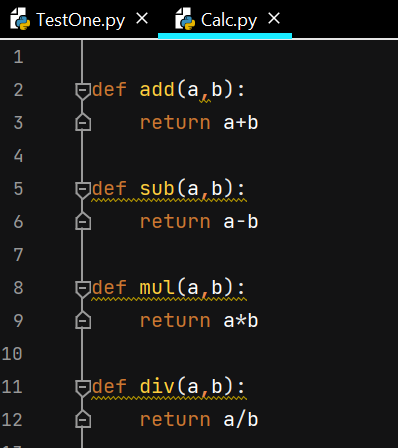 TestOne.py × Calc.py ×
1
2 def add(a,b):
3     return a+b
4
5 def sub(a,b):
6     return a-b
7
8 def mul(a,b):
9     return a*b
10
11 def div(a,b):
12     return a/b